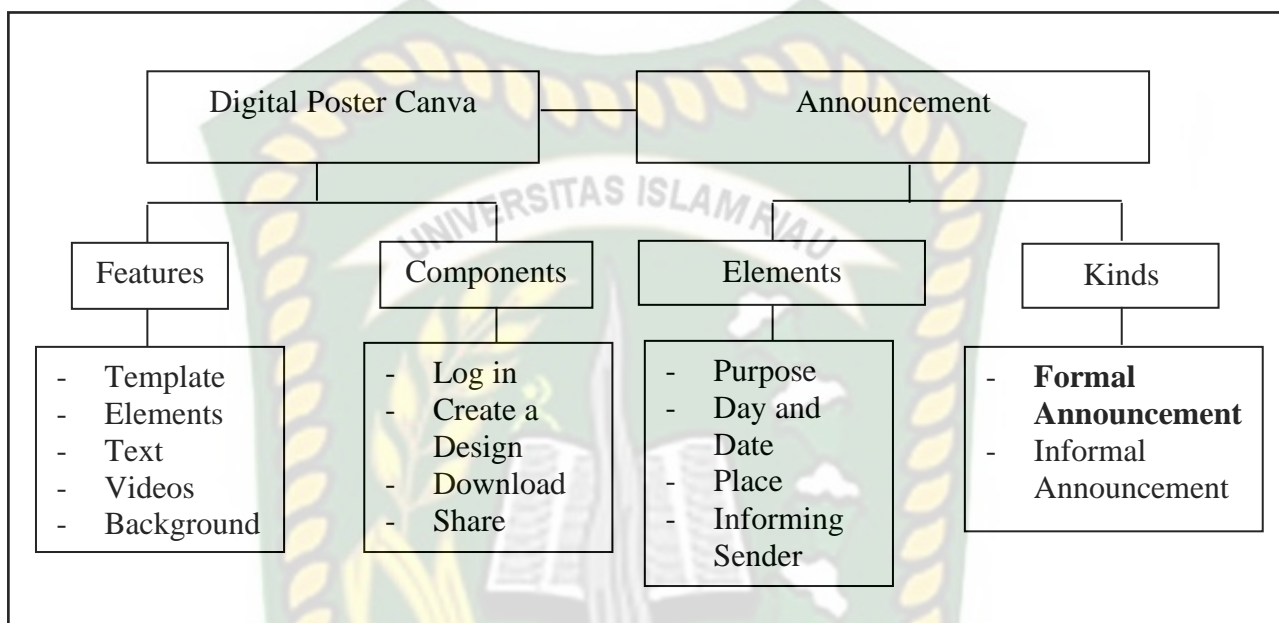 Digital Poster Canva
Announcement
UNIVERSITAS ISLAM RIAU
Features
Components
Elements
Kinds
- Template
- Elements
- Text
- Videos
- Background
- Log in
- Create a
Design
- Download
- Share
- Purpose
- Day and
Date
- Place
- Informing
Sender
- Formal
Announcement
- Informal
Announcement